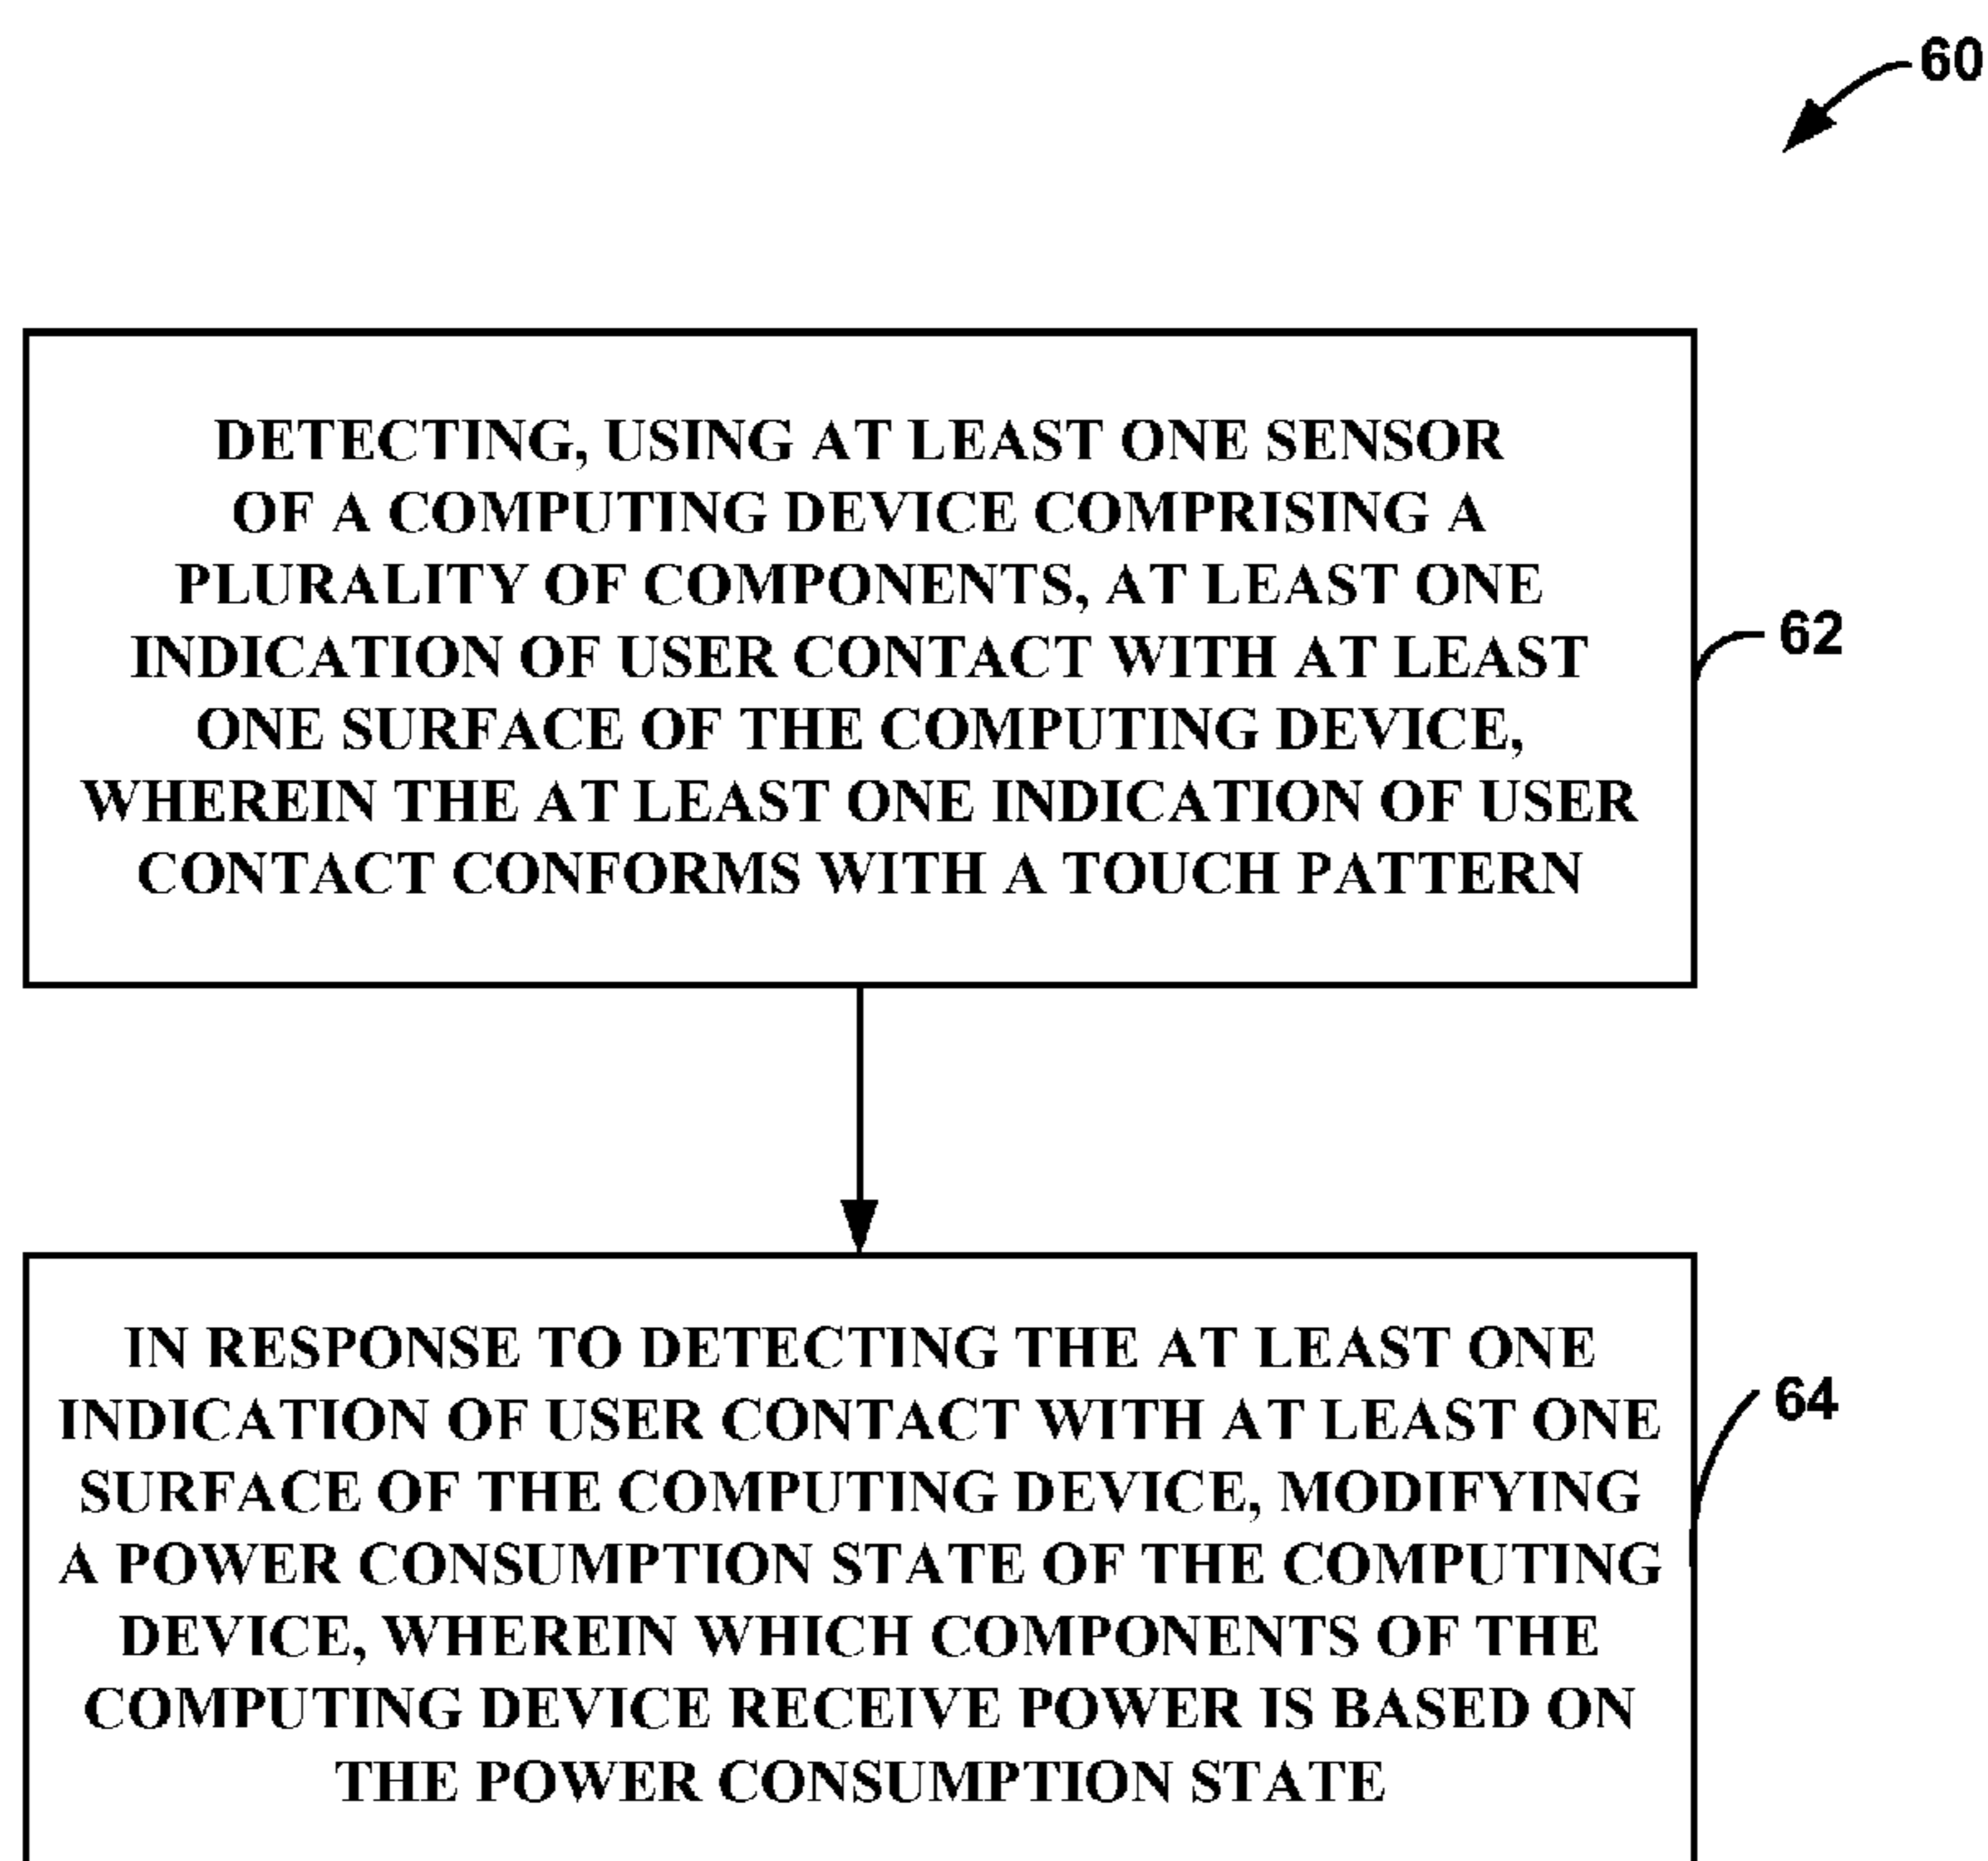 60
DETECTING, USING AT LEAST ONE SENSOR
OF A COMPUTING DEVICE COMPRISING A
PLURALITY OF COMPONENTS, AT LEAST ONE
INDICATION OF USER CONTACT WITH AT LEAST
ONE SURFACE OF THE COMPUTING DEVICE,
WHEREIN THE AT LEAST ONE INDICATION OF USER
CONTACT CONFORMS WITH A TOUCH PATTERN
62
IN RESPONSE TO DETECTING THE AT LEAST ONE
INDICATION OF USER CONTACT WITH AT LEAST ONE
SURFACE OF THE COMPUTING DEVICE, MODIFYING
A POWER CONSUMPTION STATE OF THE COMPUTING
DEVICE, WHEREIN WHICH COMPONENTS OF THE
COMPUTING DEVICE RECEIVE POWER IS BASED ON
THE POWER CONSUMPTION STATE
64